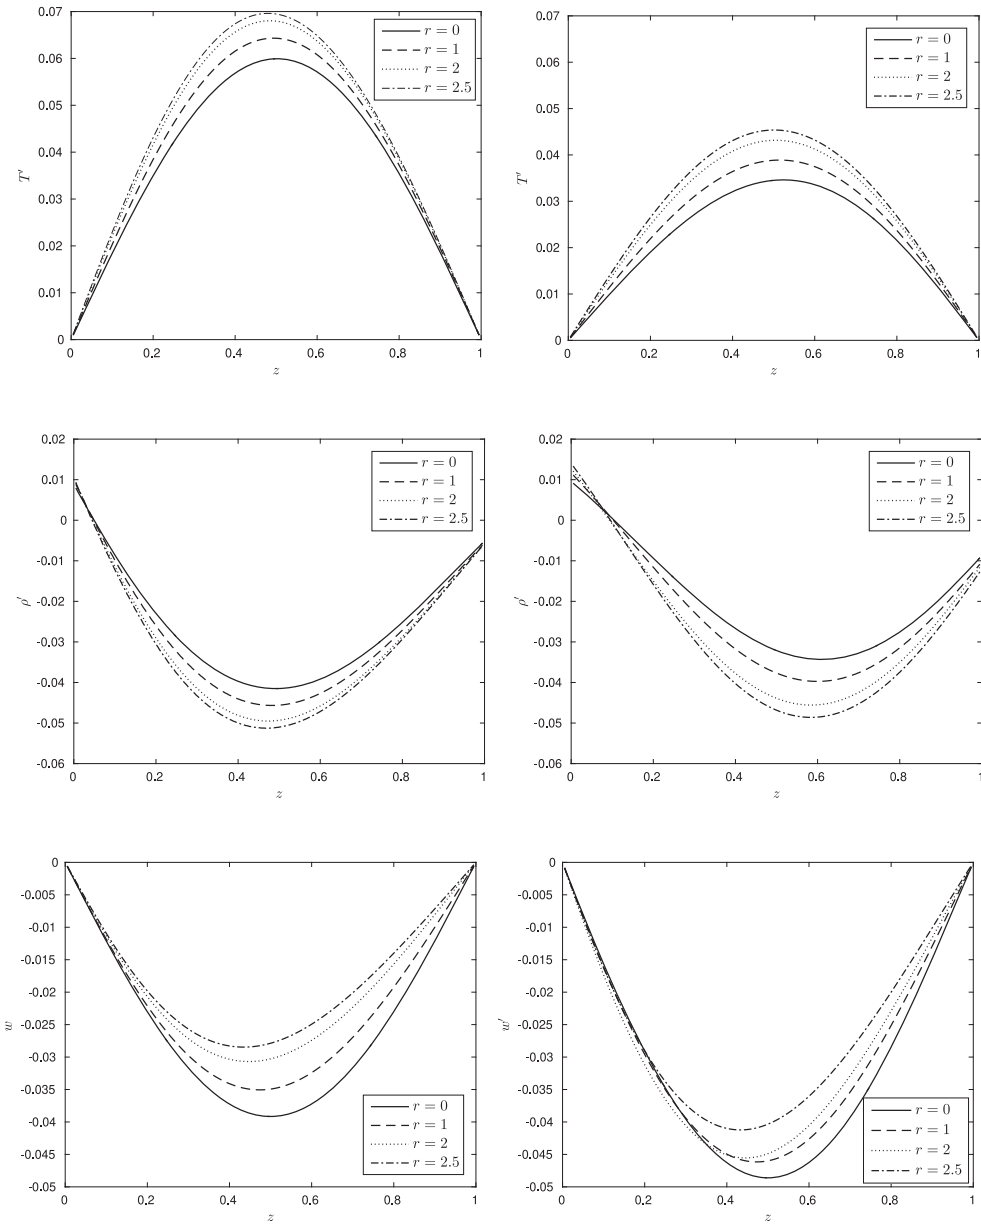 0.07
0.06
0.05
0.04
0.03
0.02
0.01
0
T′
0
0.2
0.4
0.6
0.8
1
z
r = 0
r = 1
r = 2
r = 2.5
0.07
0.06
0.05
0.04
0.03
0.02
0.01
0
T′
0
0.2
0.4
0.6
0.8
1
z
r = 0
r = 1
r = 2
r = 2.5
0.02
0.01
0
-0.01
-0.02
-0.03
-0.04
-0.05
-0.06
ρ′
0
0.2
0.4
0.6
0.8
1
z
r = 0
r = 1
r = 2
r = 2.5
0.02
0.01
0
-0.01
-0.02
-0.03
-0.04
-0.05
-0.06
ρ′
0
0.2
0.4
0.6
0.8
1
z
r = 0
r = 1
r = 2
r = 2.5
0
-0.005
-0.01
-0.015
-0.02
-0.025
-0.03
-0.035
-0.04
-0.045
-0.05
w
0
0.2
0.4
0.6
0.8
1
z
r = 0
r = 1
r = 2
r = 2.5
0
-0.005
-0.01
-0.015
-0.02
-0.025
-0.03
-0.035
-0.04
-0.045
-0.05
w′
0
0.2
0.4
0.6
0.8
1
z
r = 0
r = 1
r = 2
r = 2.5